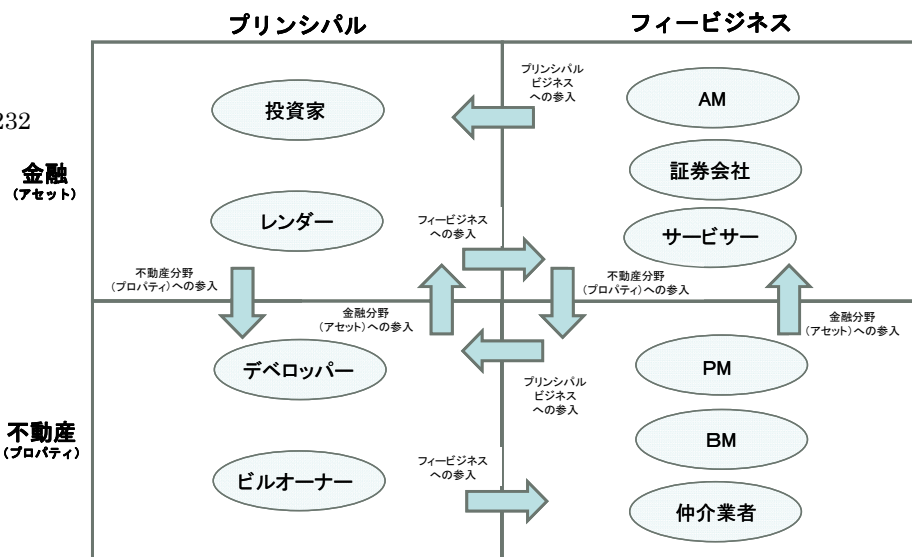 プリンシパル
フィービジネス
232
金融
(アセット)
投資家
レンダー
プリンシパル
ビジネス
への参入
AM
証券会社
サービサー
フィービジネス
への参入
不動産分野
(プロパティ)への参入
金融分野
(アセット)への参入
不動産分野
(プロパティ)への参入
金融分野
(アセット)への参入
不動産
(プロパティ)
デベロッパー
ビルオーナー
プリンシパル
ビジネス
への参入
フィービジネス
への参入
PM
BM
仲介業者